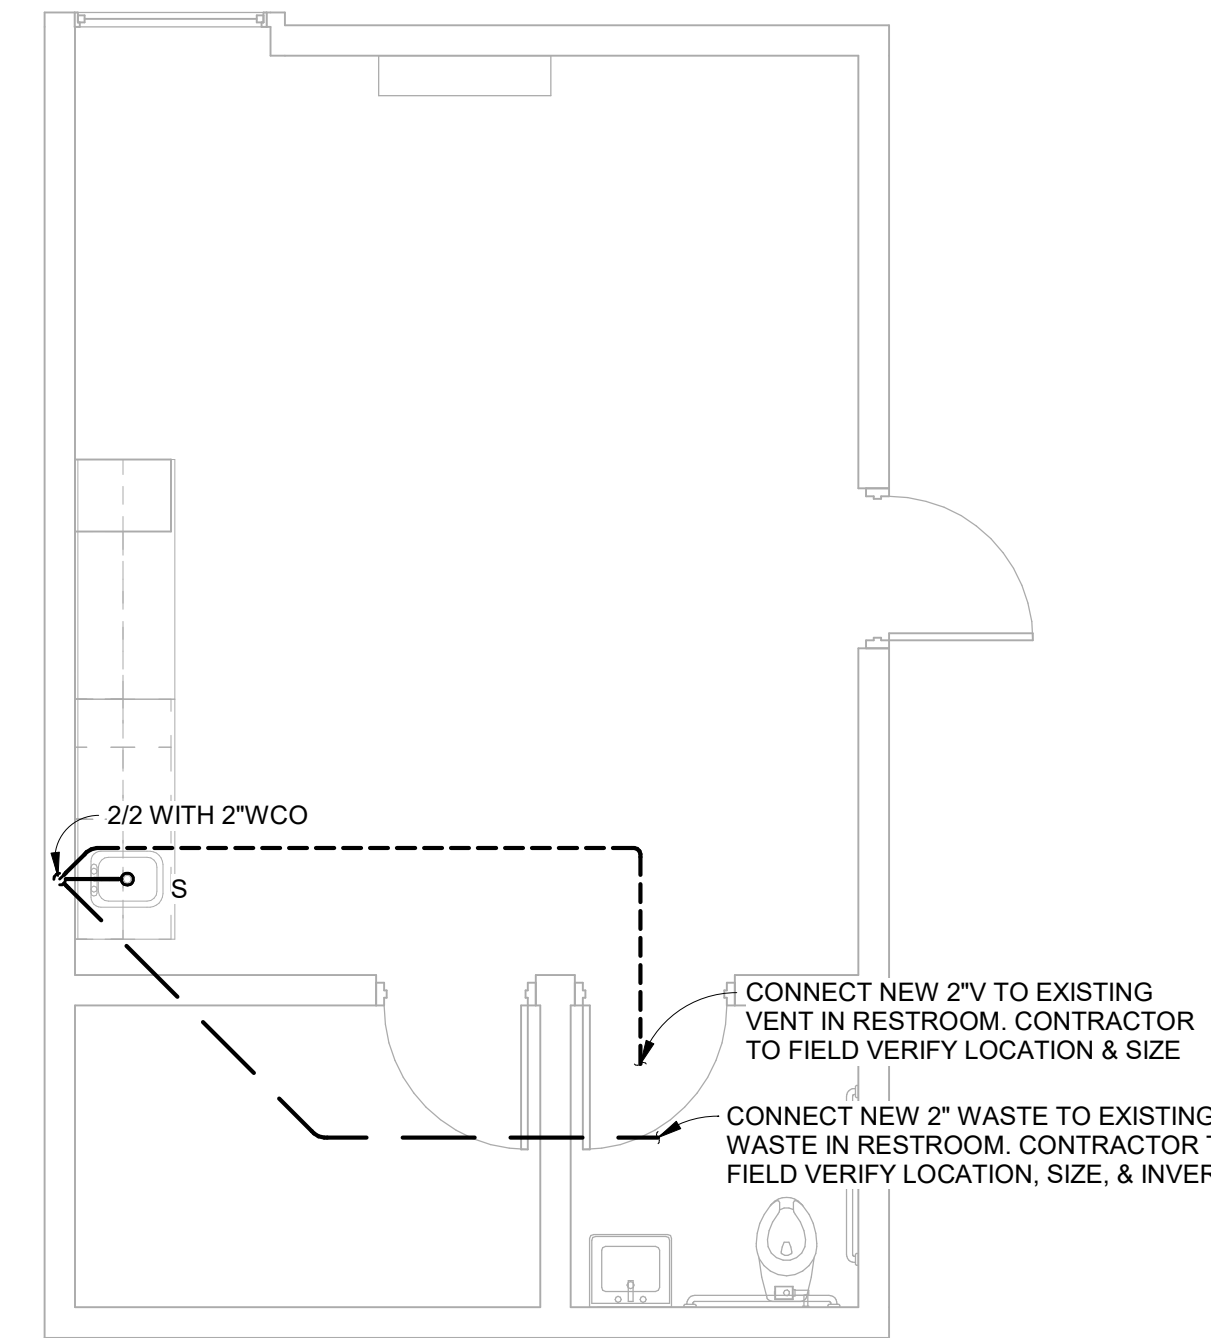 2/2 WITH 2"WCO
S
CONNECT NEW 2"V TO EXISTING
VENT IN RESTROOM. CONTRACTOR
TO FIELD VERIFY LOCATION & SIZE
CONNECT NEW 2" WASTE TO EXISTING
WASTE IN RESTROOM. CONTRACTOR
FIELD VERIFY LOCATION, SIZE, &